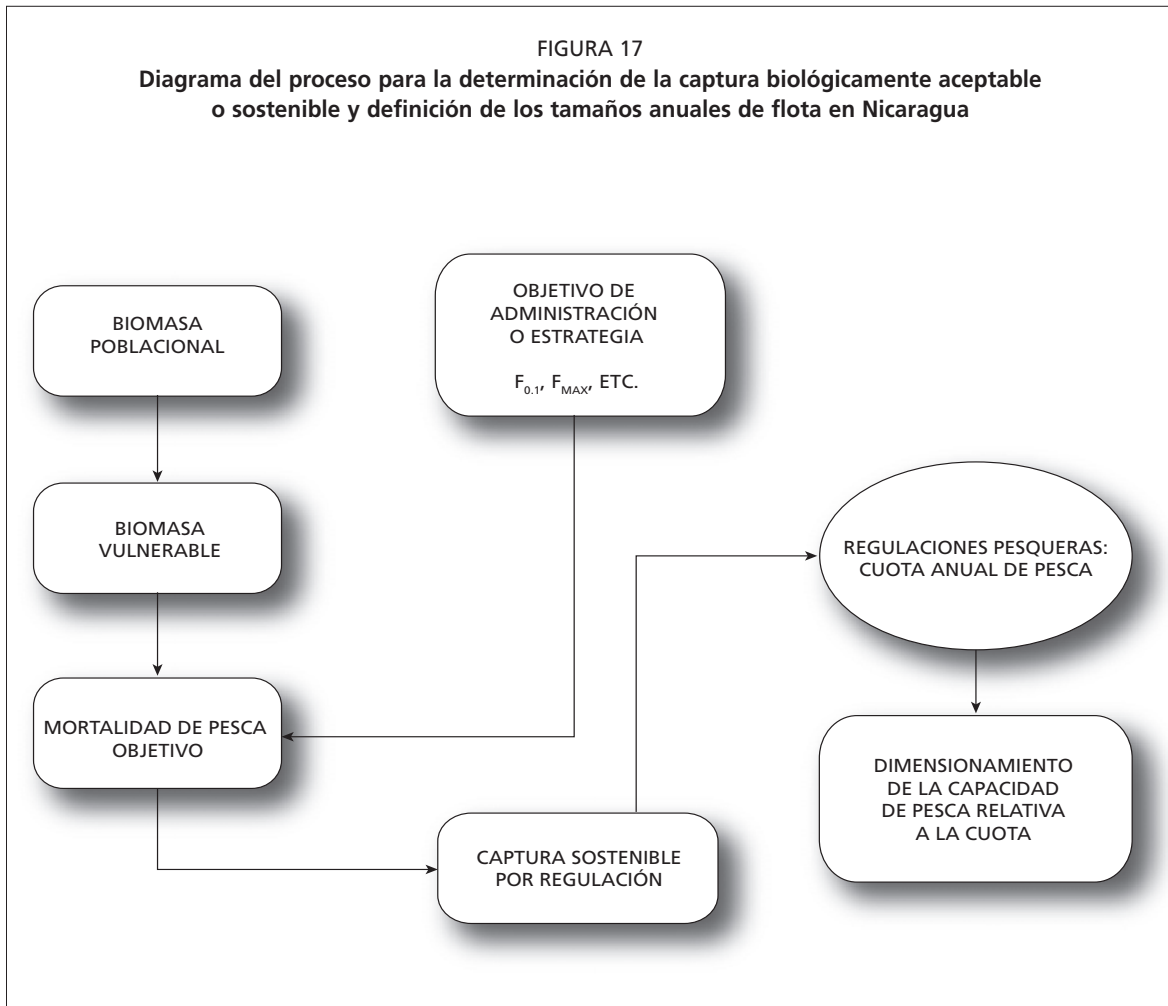 FIGURA 17
Diagrama del proceso para la determinación de la captura biológicamente aceptable
o sostenible y definición de los tamaños anuales de flota en Nicaragua
BIOMASA
POBLACIONAL
OBJETIVO DE
ADMINISTRACIÓN
O ESTRATEGIA
F0.1, FMAX, ETC.
BIOMASA
VULNERABLE
REGULACIONES PESQUERAS:
CUOTA ANUAL DE PESCA
MORTALIDAD DE PESCA
OBJETIVO
DIMENSIONAMIENTO
DE LA CAPACIDAD
DE PESCA RELATIVA
A LA CUOTA
CAPTURA SOSTENIBLE
POR REGULACIÓN